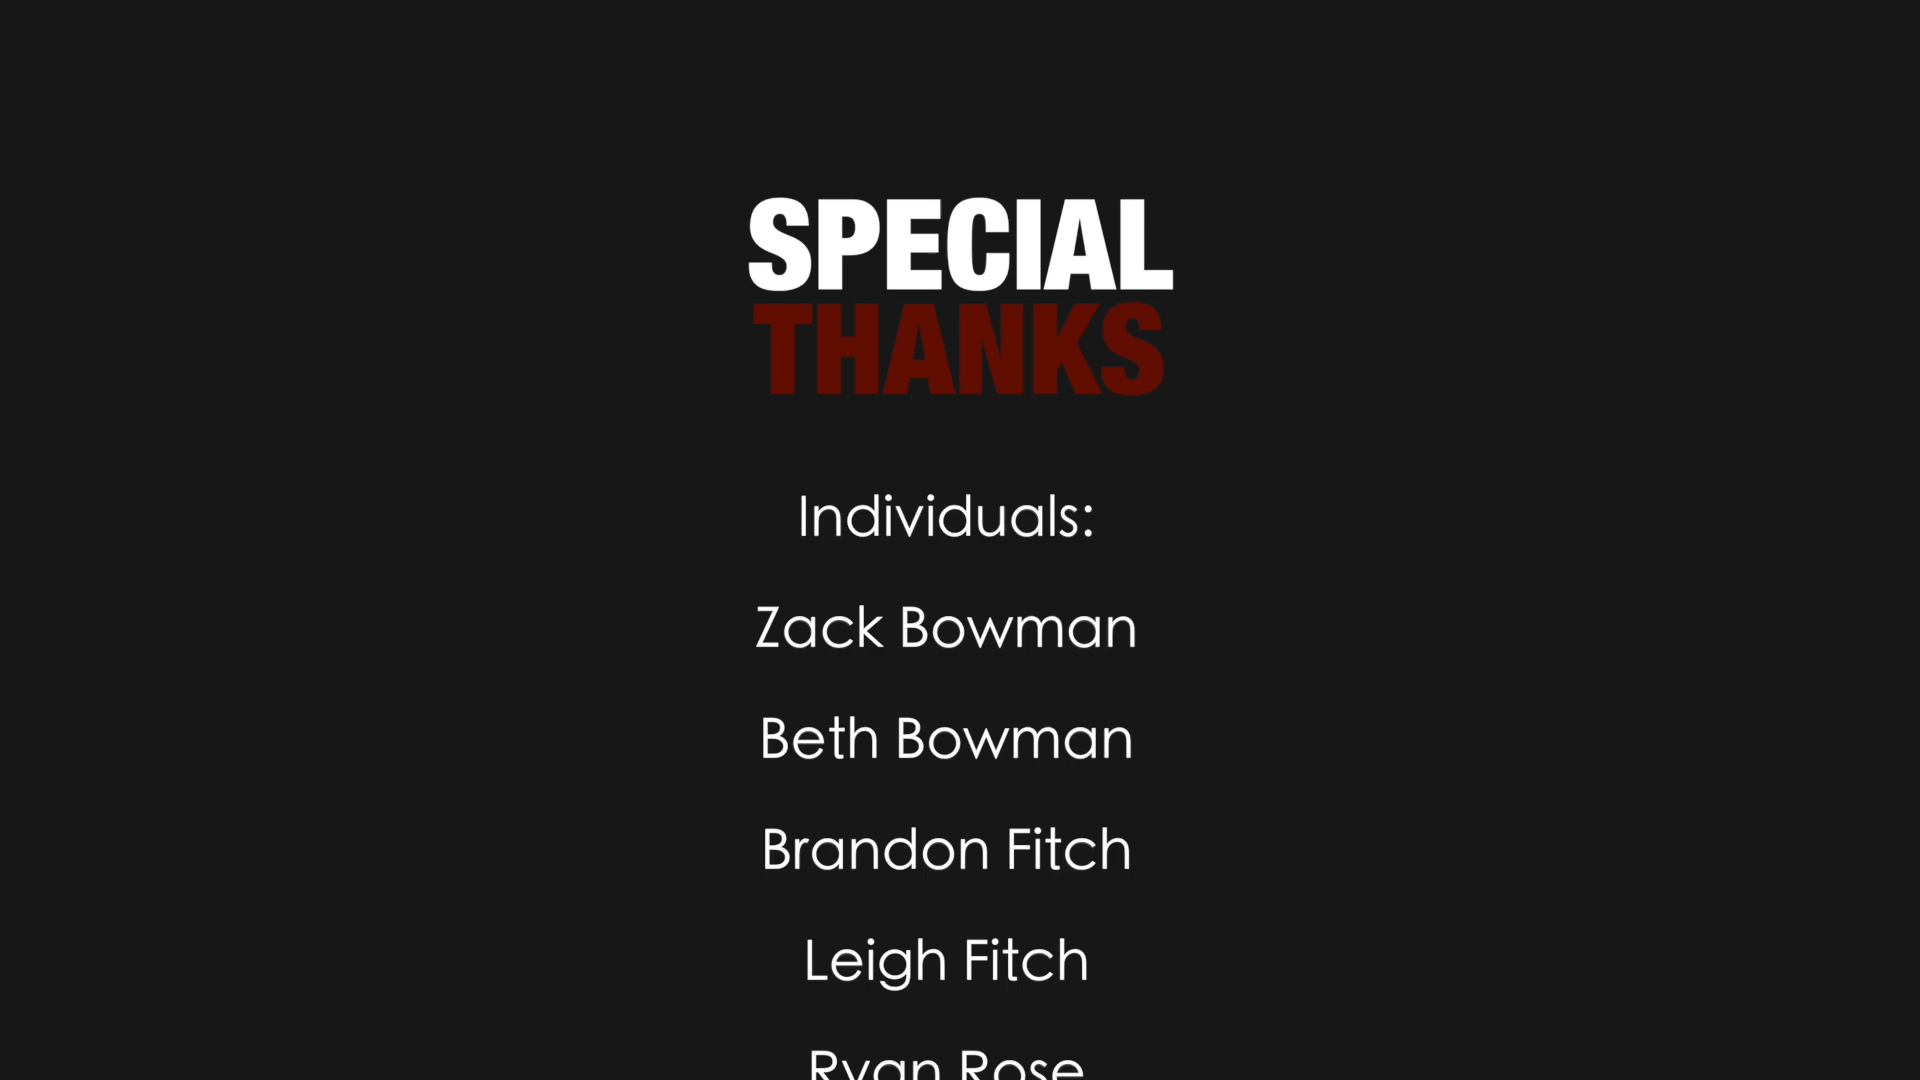 SPECIAL
THANKS
Individuals:
Zack Bowman
Beth Bowman
Brandon Fitch
Leigh Fitch
Ryan Rose